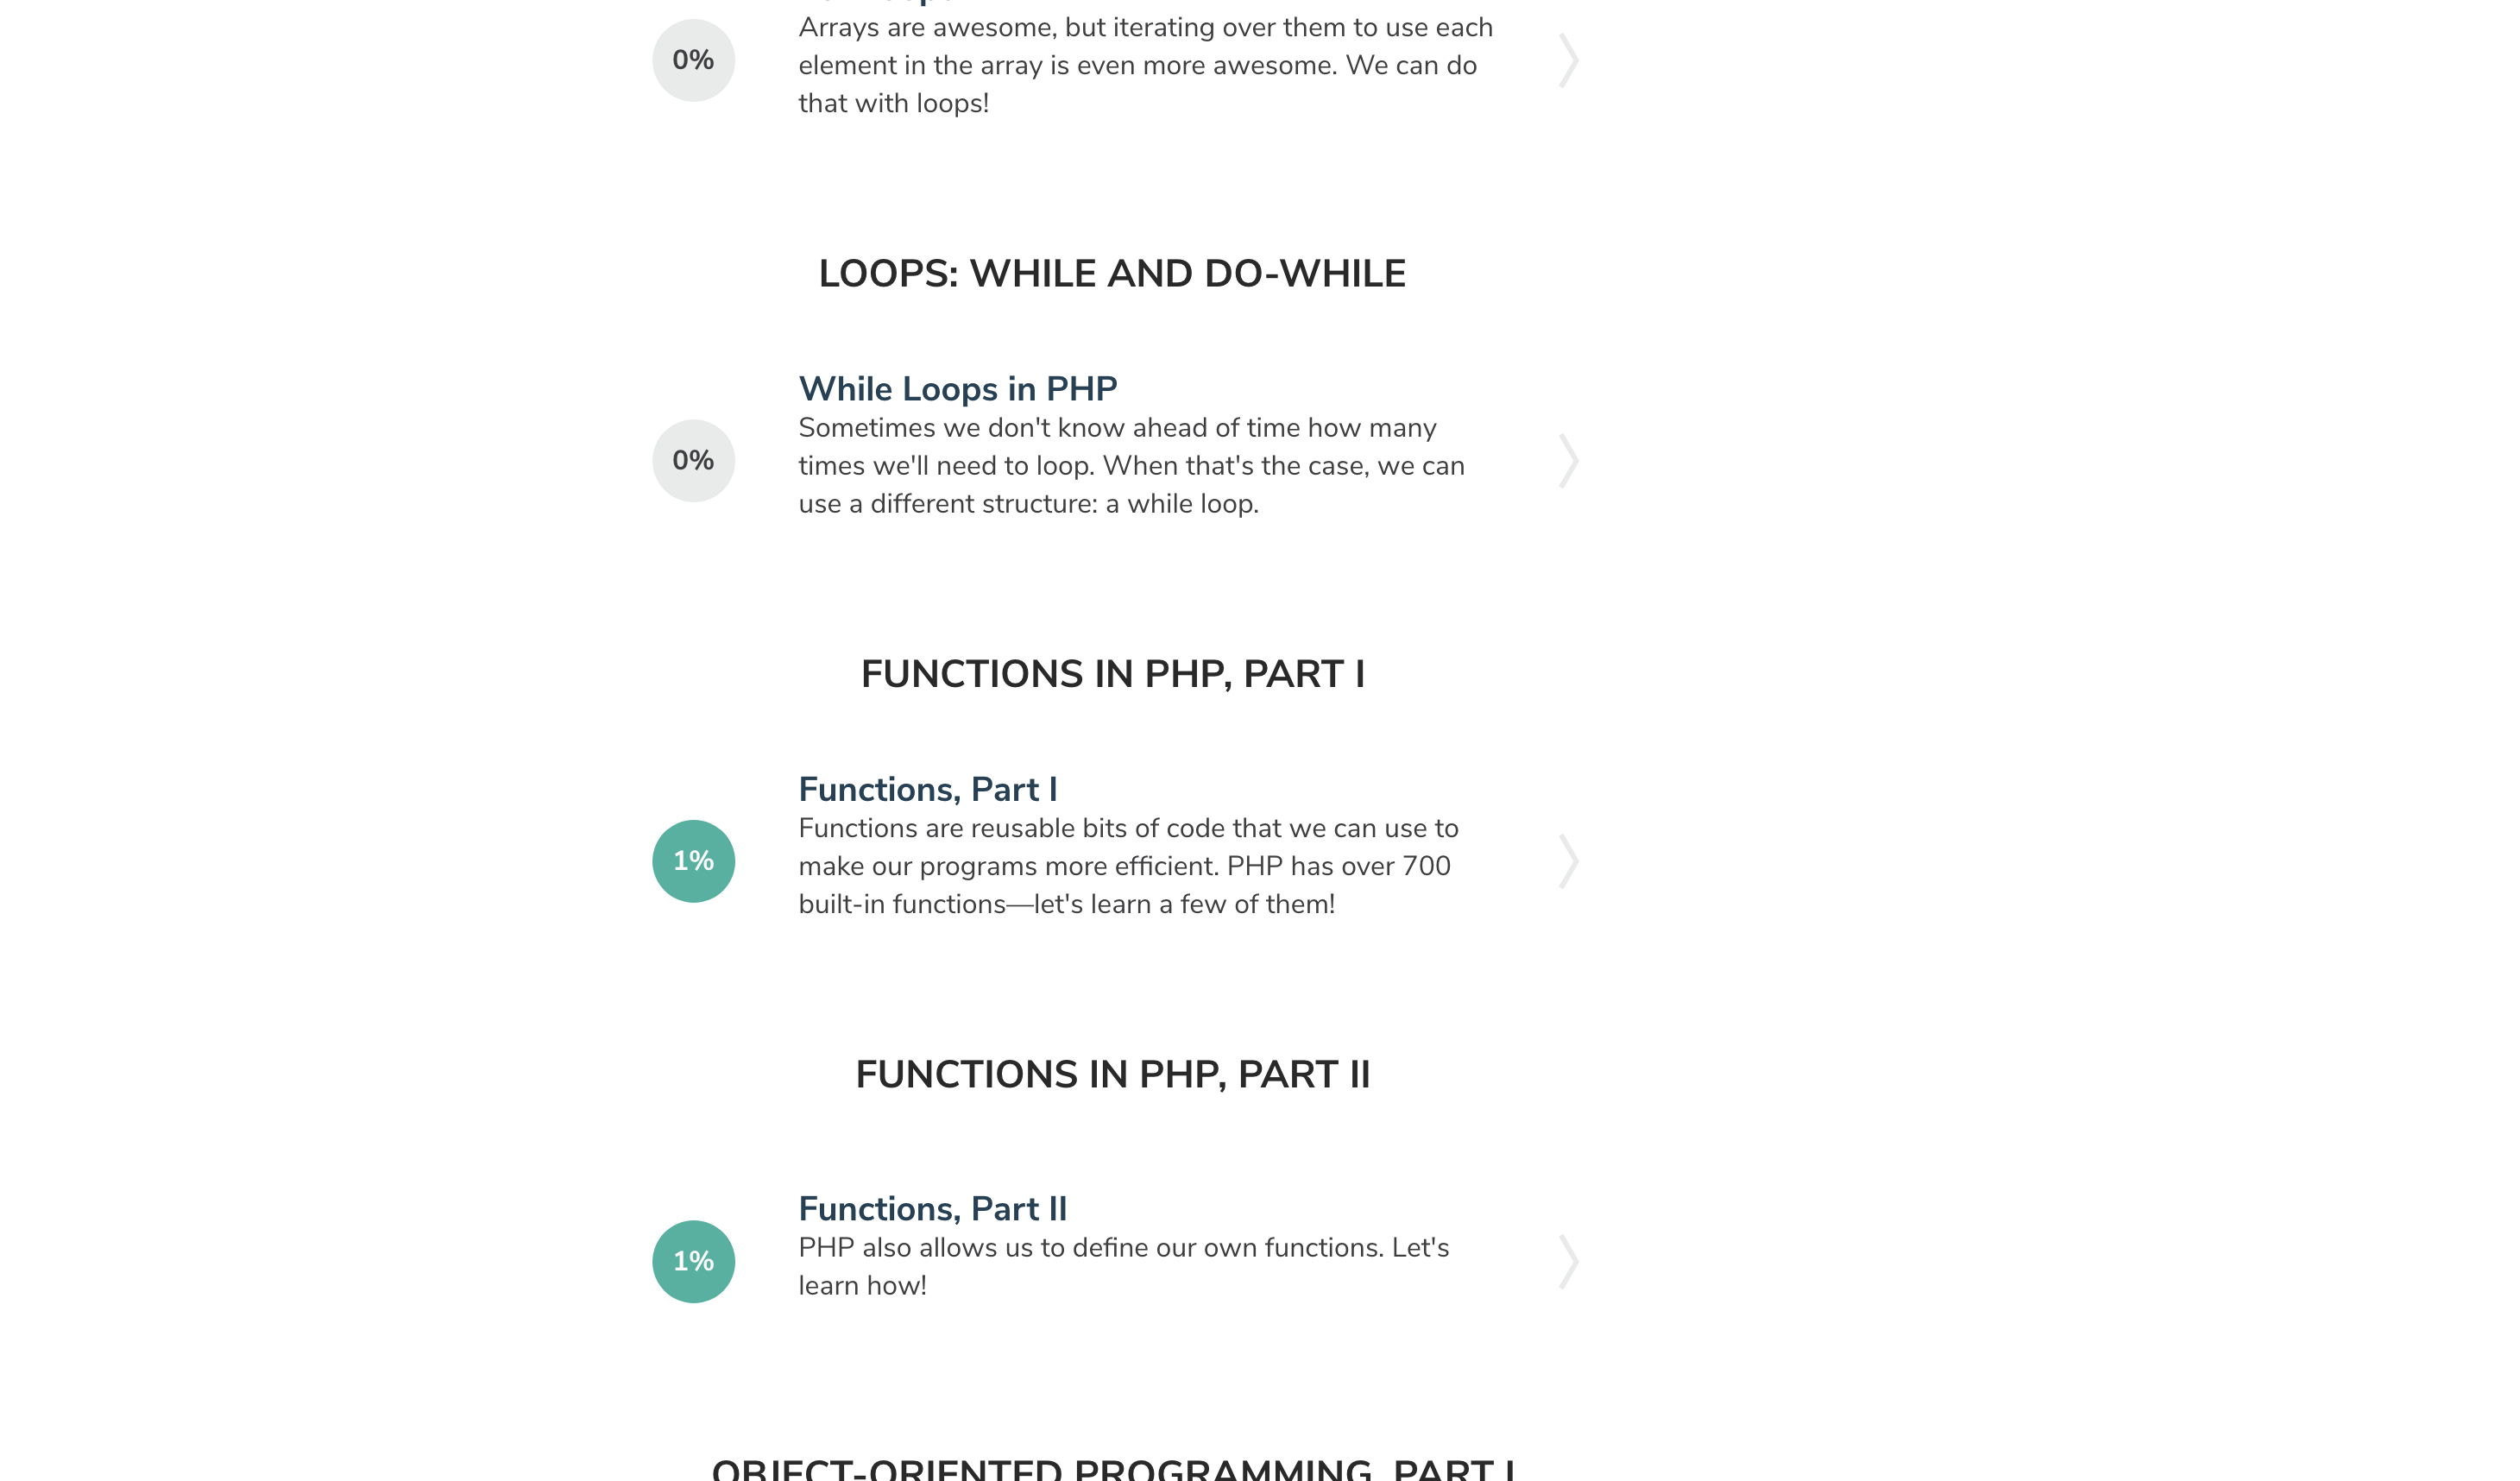 Arrays are awesome, but iterating over them to use each
0%
element in the array is even more awesome. We can do
that with loops!
LOOPS: WHILE AND DO-WHILE
While Loops in PHP
Sometimes we don't know ahead of time how many
0%
times we'll need to loop. When that's the case, we can
use a different structure: a while loop.
FUNCTIONS IN PHP, PART I
Functions, Part I
Functions are reusable bits of code that we can use to
1%
make our programs more efficient. PHP has over 700
built-in functions—let's learn a few of them!
FUNCTIONS IN PHP, PART II
Functions, Part II
PHP also allows us to define our own functions. Let's
1%
learn how!
OBJECT-ORIENTED PROGRAMMING, PART I